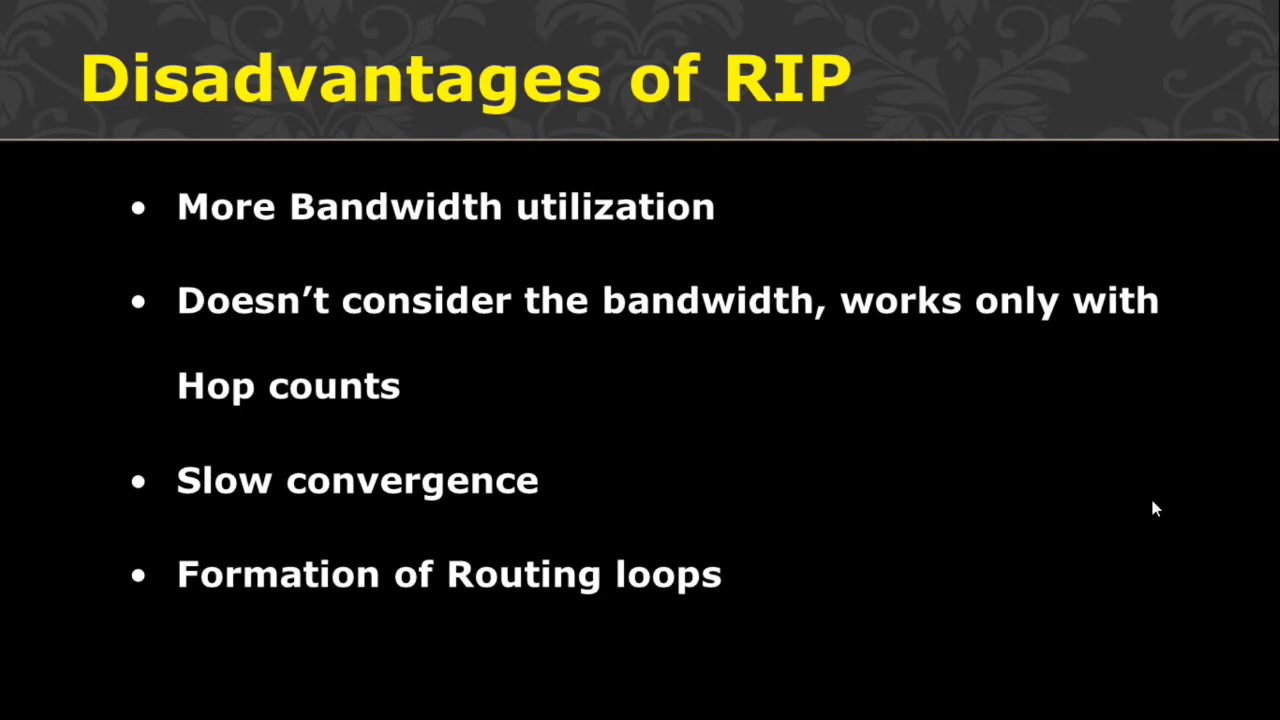 Disadvantages of RIP
• More Bandwidth utilization
• Doesn’t consider the bandwidth, works only with
Hop counts
• Slow convergence
• Formation of Routing loops